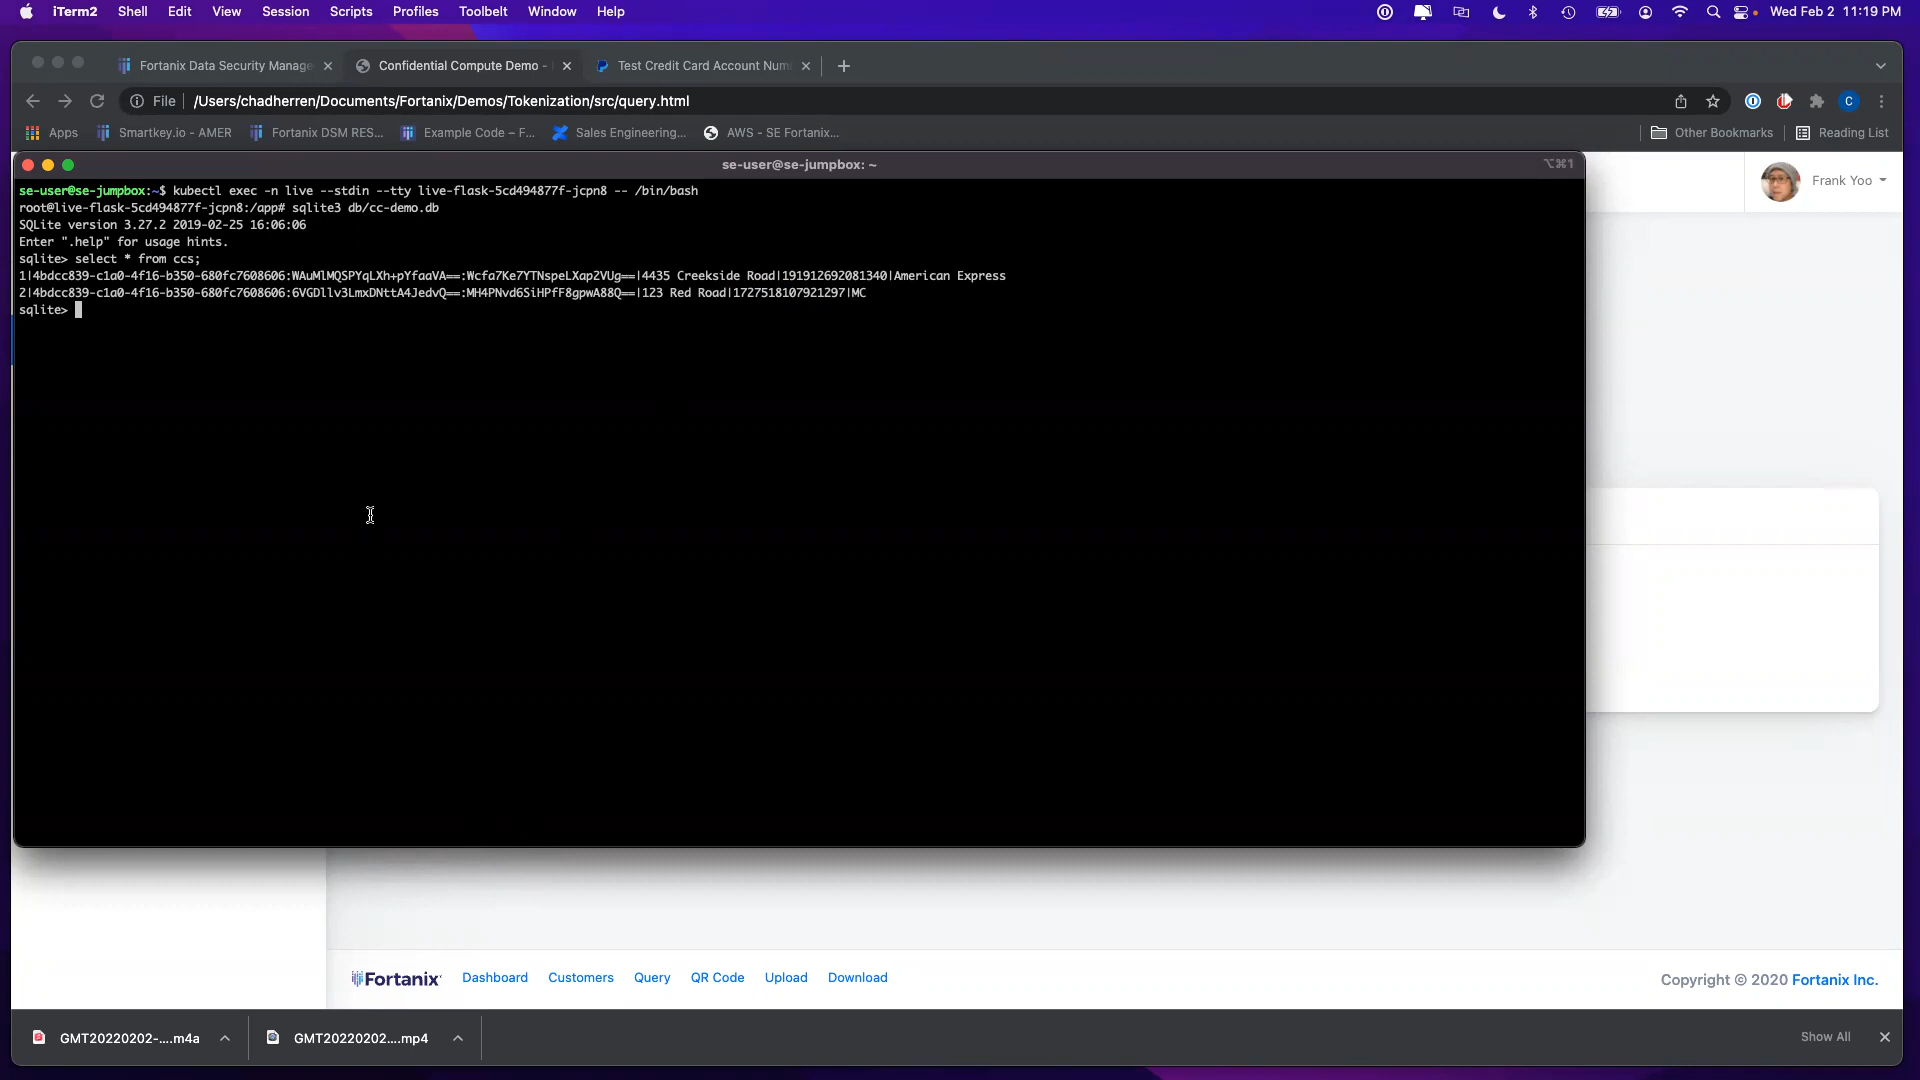 iTerm2 Shell Edit View Session Scripts Profiles Toolbelt Window Help Wed Feb 2 11:19 PM
Fortanix Data Security Manage Confidential Compute Demo - Test Credit Card Account Num
File /Users/chadherren/Documents/Fortanix/Demos/Tokenization/src/query.html C
Apps Smartkey.io - AMER Fortanix DSM RES... Example Code – F... Sales Engineering... AWS - SE Fortanix... Other Bookmarks Reading List
se-user@se-jumpbox: ~ ⌥⌘1
Frank Yoo
se-user@se-jumpbox:~$ kubectl exec -n live --stdin --tty live-flask-5cd494877f-jcpn8 -- /bin/bash
root@live-flask-5cd494877f-jcpn8:/app# sqlite3 db/cc-demo.db
SQLite version 3.27.2 2019-02-25 16:06:06
Enter ".help" for usage hints.
sqlite> select * from ccs;
1|4bdcc839-c1a0-4f16-b350-680fc7608606:WAuMlMQSPYqLXh+pYfaaVA==:Wcfa7Ke7YTNspeLXap2VUg==|4435 Creekside Road|191912692081340|American Express
2|4bdcc839-c1a0-4f16-b350-680fc7608606:6VGDllv3LmxDNttA4JedvQ==:MH4PNvd6SiHPfF8gpwA88Q==|123 Red Road|1727518107921297|MC
sqlite>
Fortanix Dashboard Customers Query QR Code Upload Download Copyright © 2020 Fortanix Inc.
GMT20220202-....m4a GMT20220202....mp4 Show All